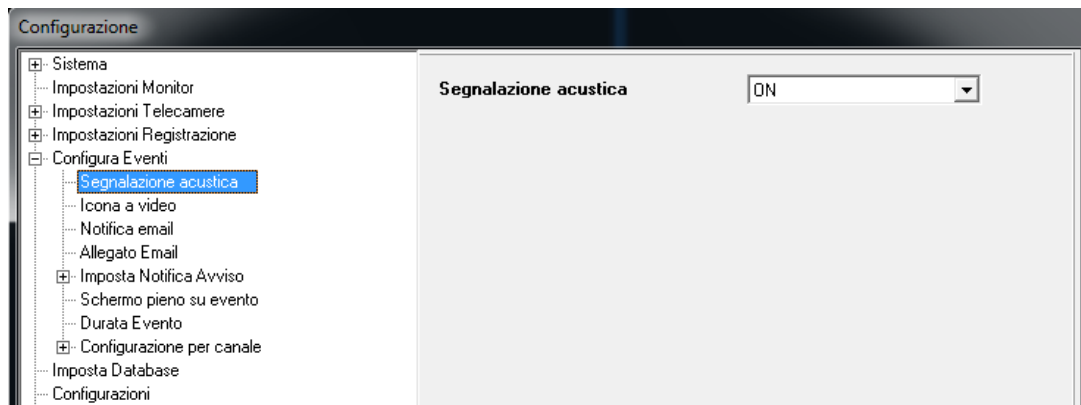 Configurazione
Sistema
Impostazioni Monitor
Impostazioni Telecamere
Impostazioni Registrazione
Configura Eventi
Segnalazione acustica
Icona a video
Notifica email
Allegato Email
Imposta Notifica Avviso
Schermo pieno su evento
Durata Evento
Configurazione per canale
Imposta Database
Configurazioni
Segnalazione acustica ON